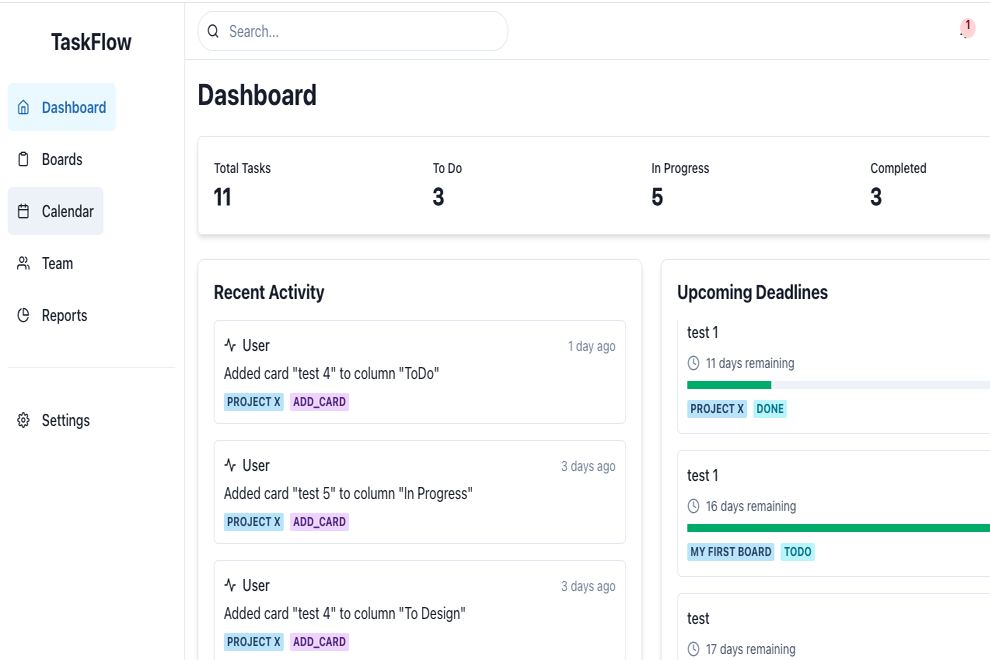 TaskFlow
Dashboard
Boards
Calendar
Team
Reports
Settings
Search...
1
Dashboard
Total Tasks
11
To Do
3
In Progress
5
Completed
3
Recent Activity
User
1 day ago
Added card "test 4" to column "ToDo"
PROJECT X ADD_CARD
User
3 days ago
Added card "test 5" to column "In Progress"
PROJECT X ADD_CARD
User
3 days ago
Added card "test 4" to column "To Design"
PROJECT X ADD_CARD
Upcoming Deadlines
test 1
11 days remaining
PROJECT X DONE
test 1
16 days remaining
MY FIRST BOARD TODO
test
17 days remaining